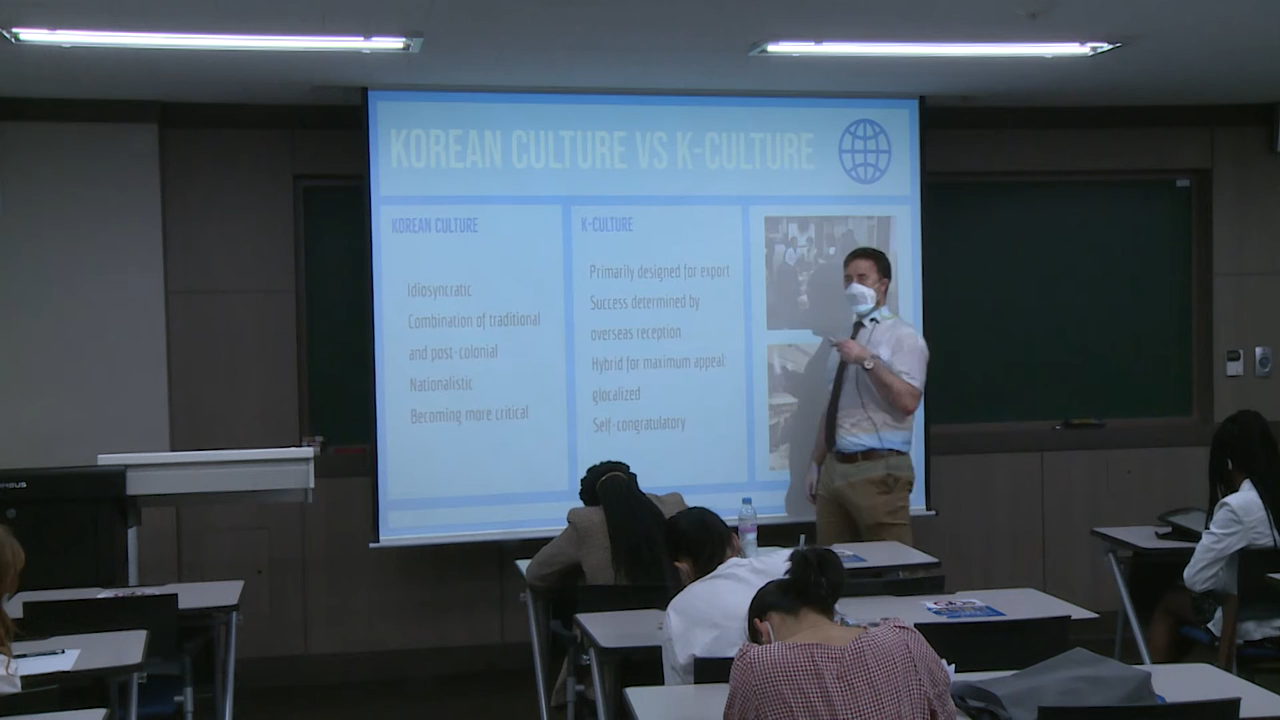 KOREAN CULTURE VS K-CULTURE
KOREAN CULTURE
Idiosyncratic
Combination of traditional
and post-colonial
Nationalistic
Becoming more critical
K-CULTURE
Primarily designed for export
Success determined by
overseas reception
Hybrid for maximum appeal:
glocalized
Self-congratulatory